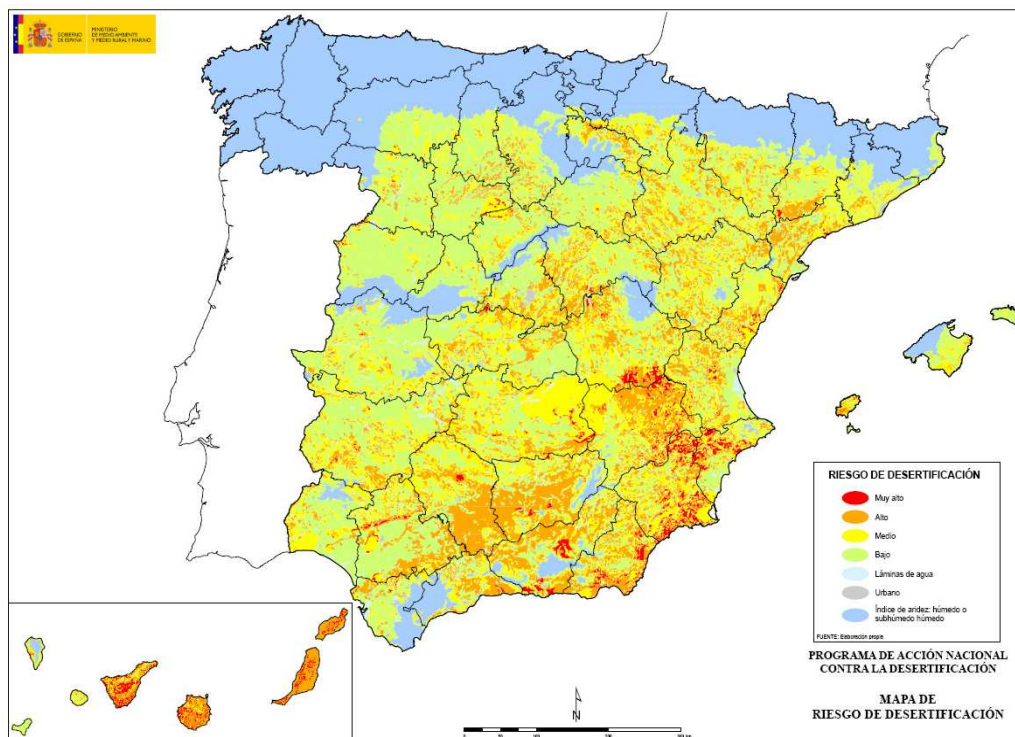 GOBIERNO
DE ESPAÑA
MINISTERIO
DE MEDIO AMBIENTE
Y MEDIO RURAL Y MARINO
RIESGO DE DESERTIFICACIÓN
Muy alto
Alto
Medio
Bajo
Láminas de agua
Urbano
Índice de aridez: húmedo o
subhúmedo húmedo
FUENTE: Elaboración propia
PROGRAMA DE ACCIÓN NACIONAL
CONTRA LA DESERTIFICACIÓN
MAPA DE
RIESGO DE DESERTIFICACIÓN
N